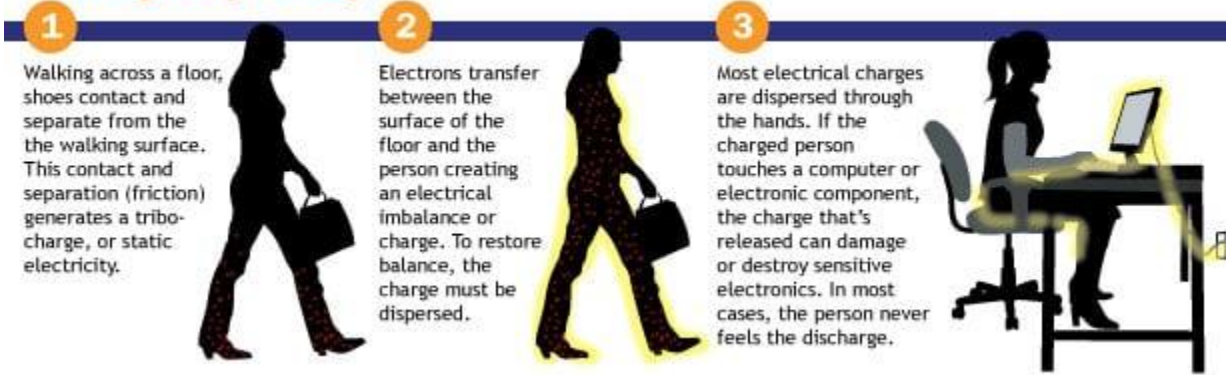 1
Walking across a floor,
shoes contact and
separate from the
the walking surface.
This contact and
separation (friction)
generates a tribo-
charge, or static
electricity.
2
Electrons transfer
between the
surface of the
floor and the
person creating
an electrical
imbalance or
charge. To restore
balance, the
charge must be
dispersed.
3
Most electrical charges
are dispersed through
the hands. If the
charged person
touches a computer or
electronic component,
the charge that's
released can damage
or destroy sensitive
electronics. In most
cases, the person never
feels the discharge.